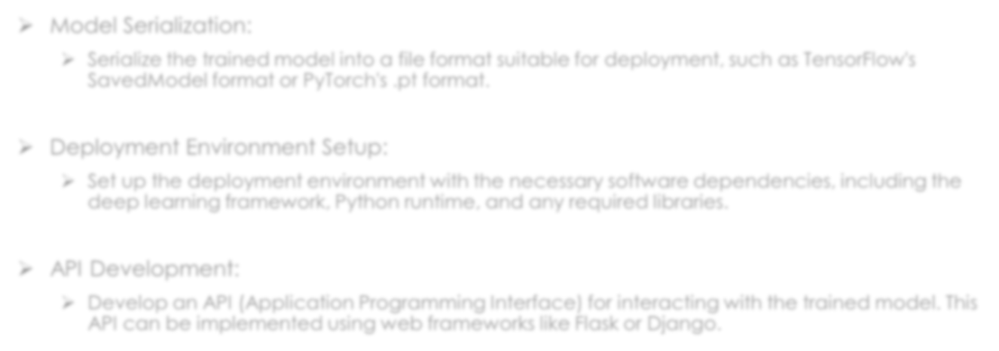 ➢ Model Serialization:
➢ Serialize the trained model into a file format suitable for deployment, such as TensorFlow's
SavedModel format or PyTorch's .pt format.
➢ Deployment Environment Setup:
➢ Set up the deployment environment with the necessary software dependencies, including the
deep learning framework, Python runtime, and any required libraries.
➢ API Development:
➢ Develop an API (Application Programming Interface) for interacting with the trained model. This
API can be implemented using web frameworks like Flask or Django.